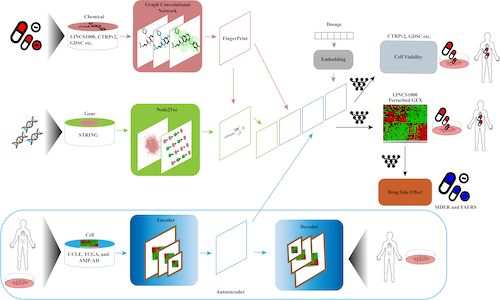 Graph Convolutional
Network
Chemical
LINCS1000, CTRPv2,
GDSC etc.
FingerPrint
Dosage
Embedding
CTRPv2, GDSC etc.
Cell Viability
LINCS1000
Perturbed GEX
Gene
STRING
Node2Vec
Drug Side Effect
SIDER and FAERS
Cell
CCLE, TCGA, and
AMP-AD
Encoder
Decoder
Autoencoder